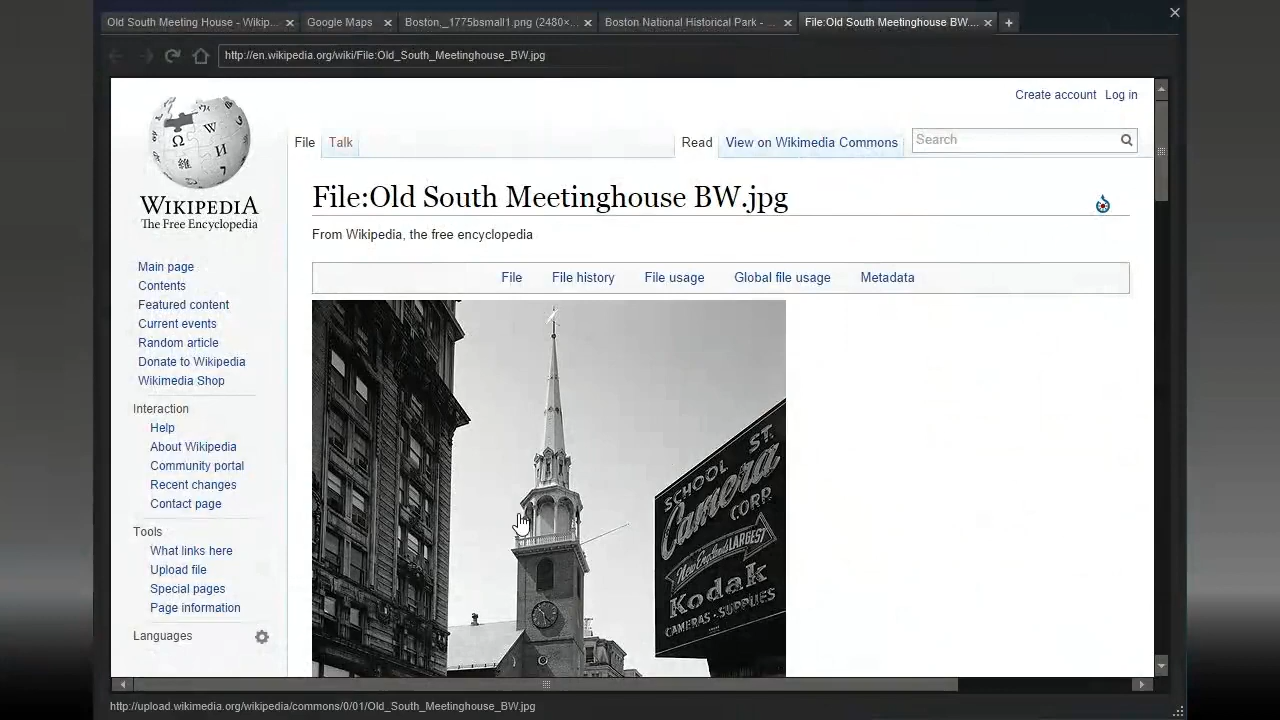 Old South Meeting House - Wikip...
Google Maps
Boston,_1775bsmall1.png (2480×...
Boston National Historical Park - ...
File:Old South Meetinghouse BW....
http://en.wikipedia.org/wiki/File:Old_South_Meetinghouse_BW.jpg
Create account Log in
File Talk Read View on Wikimedia Commons Search
WIKIPEDIA
The Free Encyclopedia
File:Old South Meetinghouse BW.jpg
From Wikipedia, the free encyclopedia
File File history File usage Global file usage Metadata
Main page
Contents
Featured content
Current events
Random article
Donate to Wikipedia
Wikimedia Shop
Interaction
Help
About Wikipedia
Community portal
Recent changes
Contact page
Tools
What links here
Upload file
Special pages
Page information
Languages
SCHOOL ST.
Camera
CORP.
New England's LARGEST
Kodak
CAMERAS · SUPPLIES
http://upload.wikimedia.org/wikipedia/commons/0/01/Old_South_Meetinghouse_BW.jpg